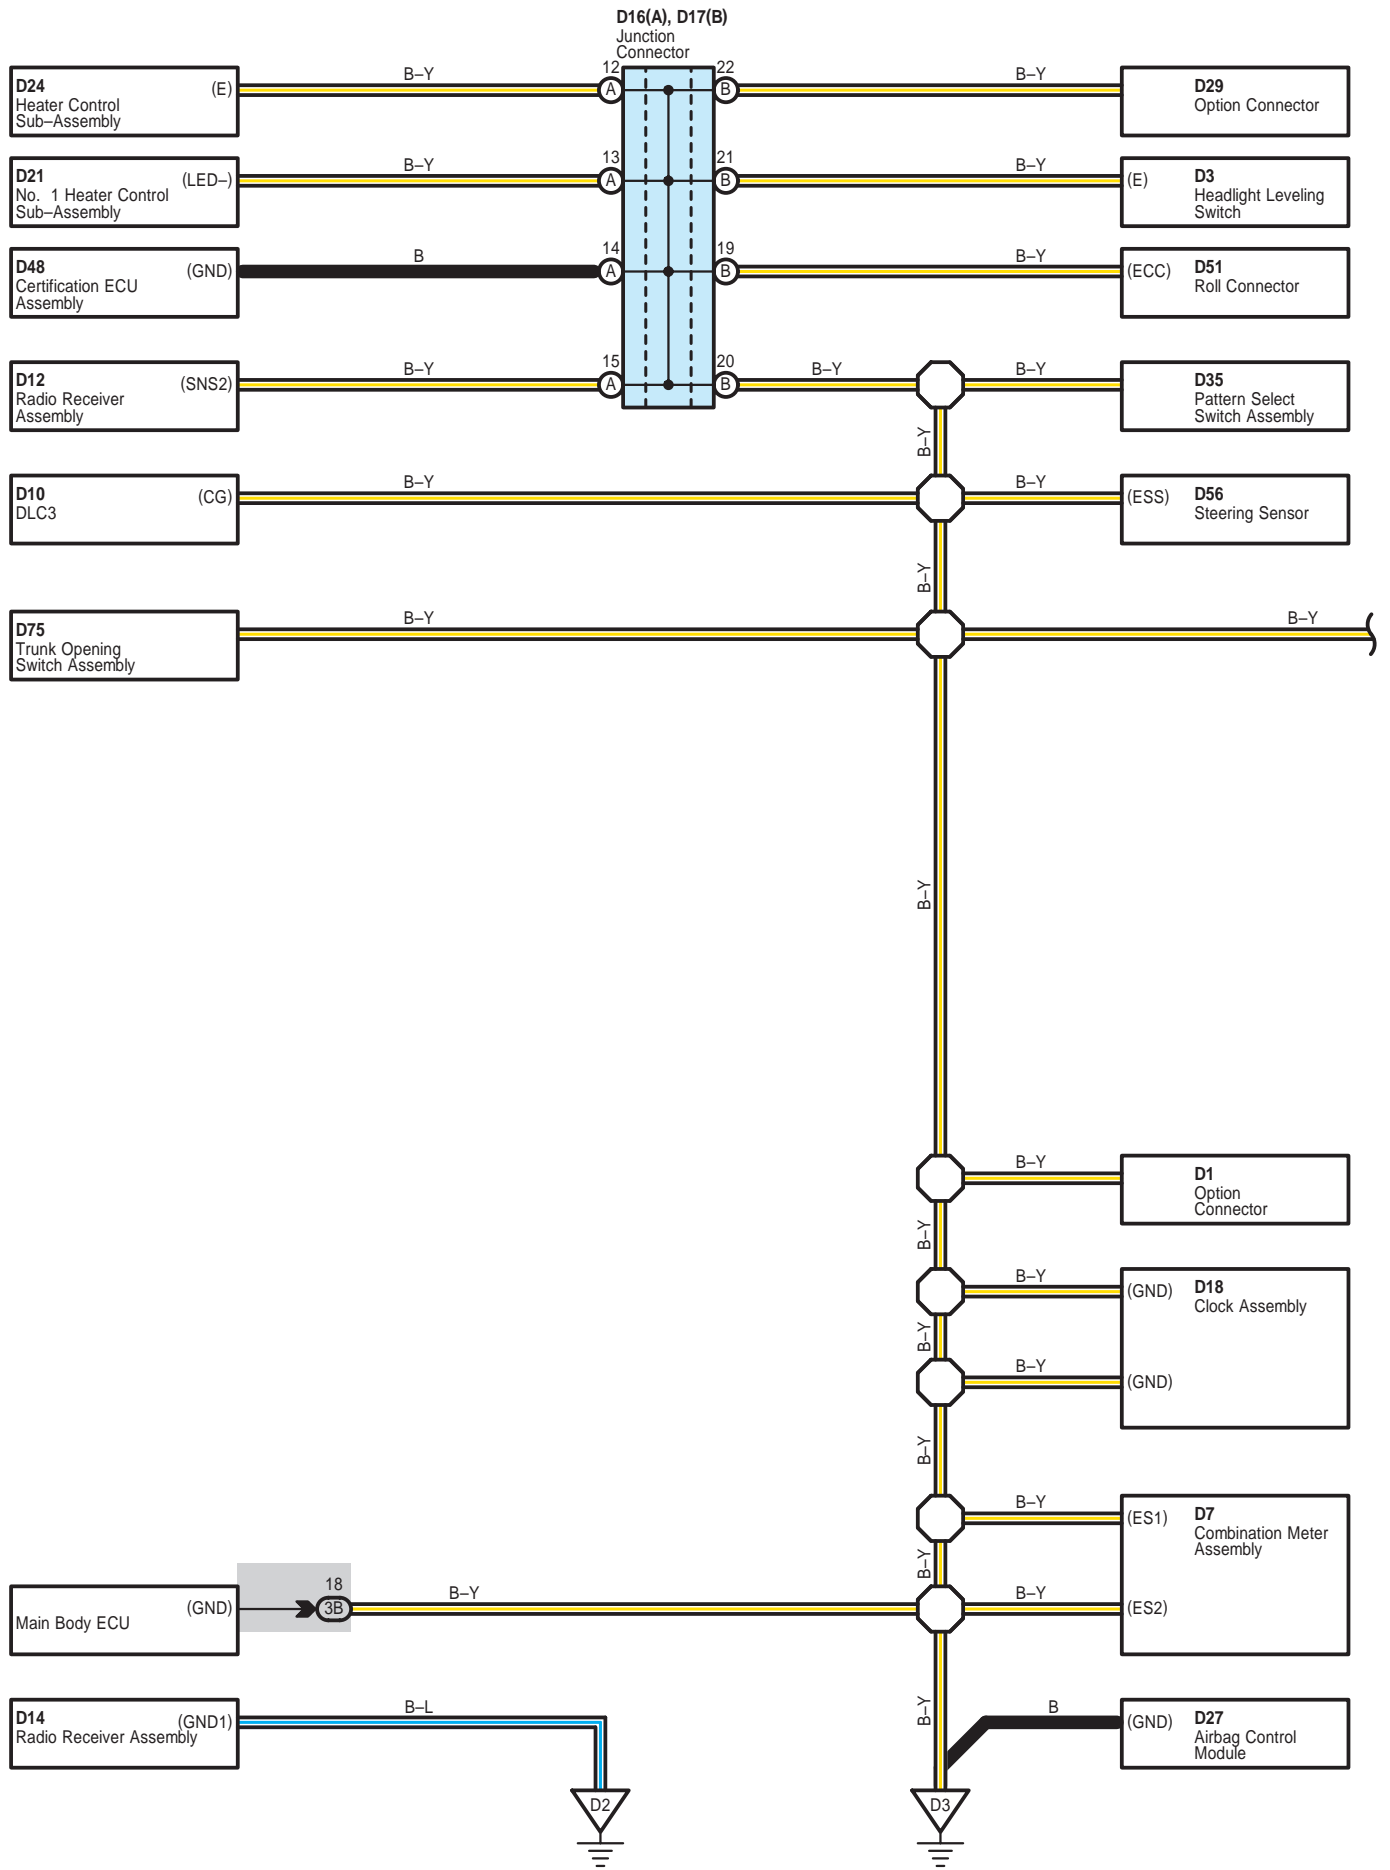 D16(A), D17(B)
Junction
Connector
D24
Heater Control
Sub–Assembly
(E)
B–Y
12
A
22
B
B–Y
D29
Option Connector
D21
No. 1 Heater Control
Sub–Assembly
(LED–)
B–Y
13
A
21
B
B–Y
(E)
D3
Headlight Leveling
Switch
D48
Certification ECU
Assembly
(GND)
B
14
A
19
B
B–Y
(ECC)
D51
Roll Connector
D12
Radio Receiver
Assembly
(SNS2)
B–Y
15
A
20
B
B–Y
B–Y
D35
Pattern Select
Switch Assembly
B–Y
D10
DLC3
(CG)
B–Y
B–Y
(ESS)
D56
Steering Sensor
B–Y
D75
Trunk Opening
Switch Assembly
B–Y
B–Y
B–Y
B–Y
D1
Option
Connector
B–Y
B–Y
(GND)
D18
Clock Assembly
B–Y
B–Y
(GND)
B–Y
B–Y
(ES1)
D7
Combination Meter
Assembly
B–Y
Main Body ECU
(GND)
18
3B
B–Y
B–Y
(ES2)
D14
Radio Receiver Assembly
(GND1)
B–L
B–Y
B
(GND)
D27
Airbag Control
Module
D2
D3